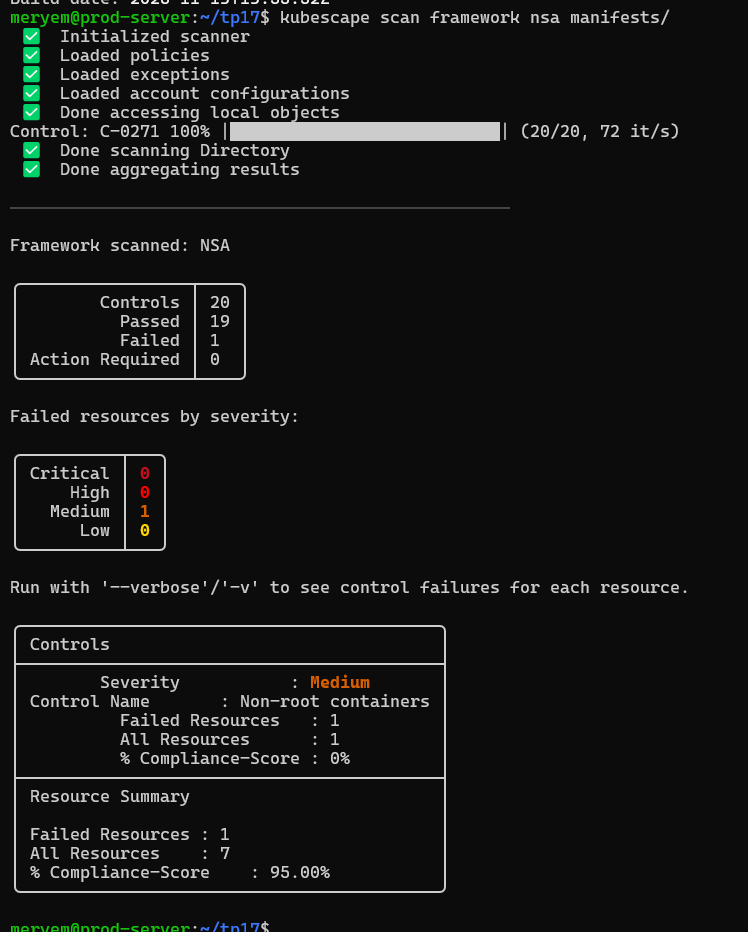 meryem@prod-server:~/tp17$ kubescape scan framework nsa manifests/
✅ Initialized scanner
✅ Loaded policies
✅ Loaded exceptions
✅ Loaded account configurations
✅ Done accessing local objects
Control: C-0271 100% |██████████████████████████| (20/20, 72 it/s)
✅ Done scanning Directory
✅ Done aggregating results
Framework scanned: NSA
Controls 20
Passed 19
Failed 1
Action Required 0
Failed resources by severity:
Critical 0
High 0
Medium 1
Low 0
Run with '--verbose'/'-v' to see control failures for each resource.
Controls
Severity : Medium
Control Name : Non-root containers
Failed Resources : 1
All Resources : 1
% Compliance-Score : 0%
Resource Summary
Failed Resources : 1
All Resources : 7
% Compliance-Score : 95.00%
meryem@prod-server:~/tp17$